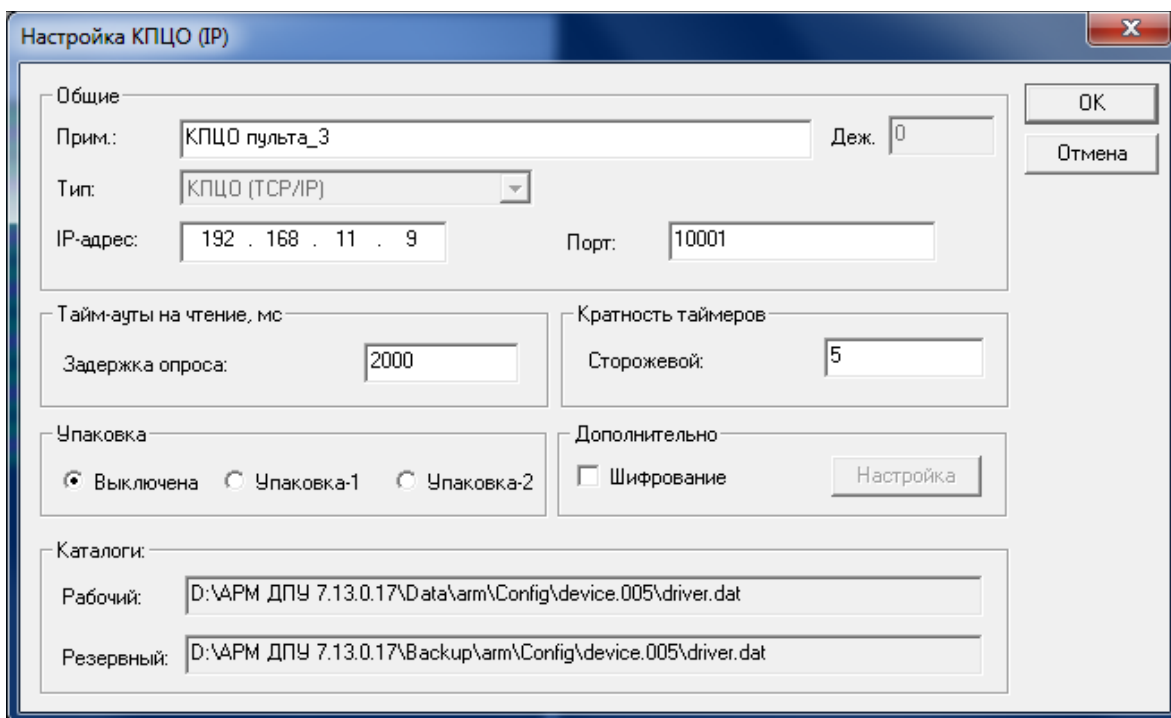 Настройка КПЦО (IP)
x
Общие
OK
Прим.: КПЦО пульта_3 Деж. 0
Отмена
Тип: КПЦО (TCP/IP)
IP-адрес: 192 . 168 . 11 . 9 Порт: 10001
Тайм-ауты на чтение, мс Кратность таймеров
Задержка опроса: 2000 Сторожевой: 5
Упаковка Дополнительно
Выключена Упаковка-1 Упаковка-2 Шифрование Настройка
Каталоги:
Рабочий: D:\АРМ ДПУ 7.13.0.17\Data\arm\Config\device.005\driver.dat
Резервный: D:\АРМ ДПУ 7.13.0.17\Backup\arm\Config\device.005\driver.dat